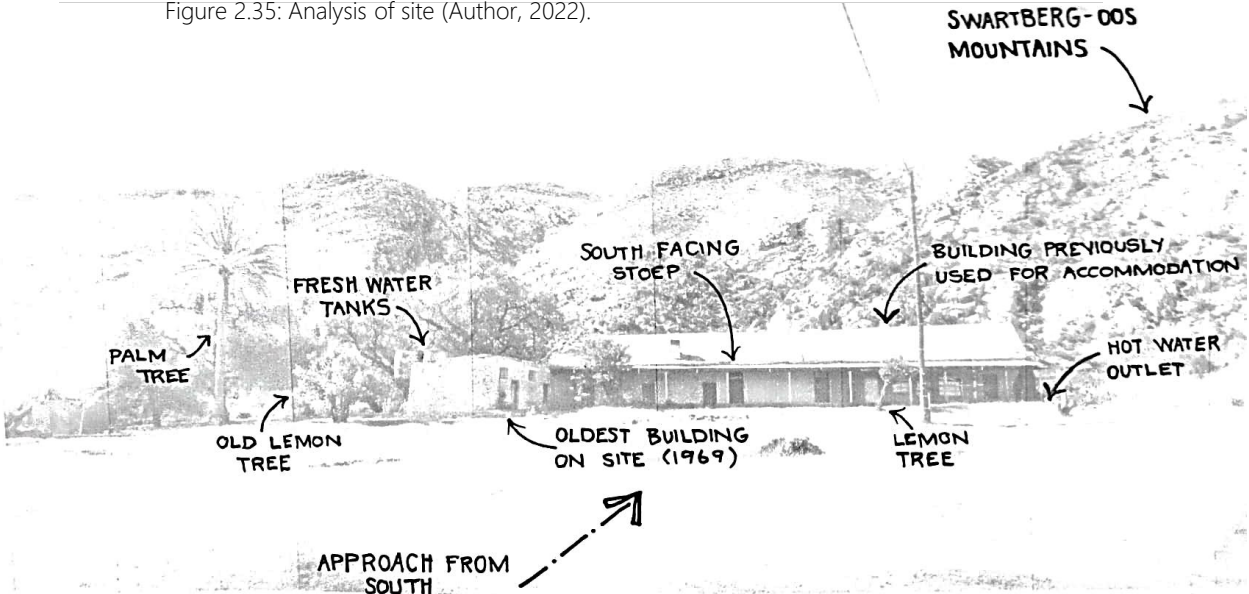 Figure 2.35: Analysis of site (Author, 2022).
SWARTBERG-OOS
MOUNTAINS
SOUTH FACING
STOEP
BUILDING PREVIOUSLY
USED FOR ACCOMMODATION
FRESH WATER
TANKS
PALM
TREE
HOT WATER
OUTLET
OLD LEMON
TREE
OLDEST BUILDING
ON SITE (1969)
LEMON
TREE
APPROACH FROM
SOUTH